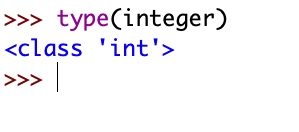 >>> type(integer)
<class 'int'>
>>>